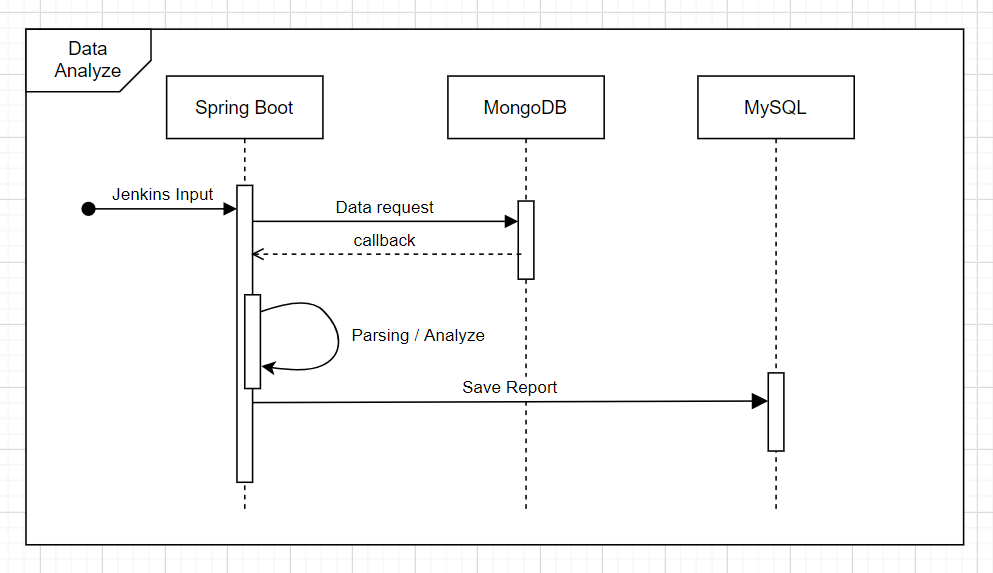 Data
Analyze
Spring Boot
MongoDB
MySQL
Jenkins Input
Data request
callback
Parsing / Analyze
Save Report